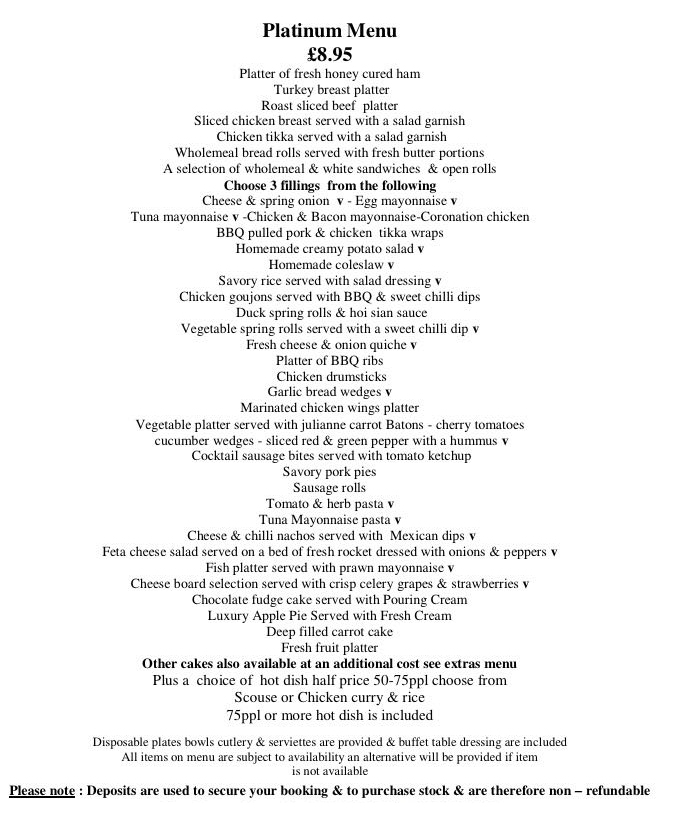 Platinum Menu
£8.95
Platter of fresh honey cured ham
Turkey breast platter
Roast sliced beef platter
Sliced chicken breast served with a salad garnish
Chicken tikka served with a salad garnish
Wholemeal bread rolls served with fresh butter portions
A selection of wholemeal & white sandwiches & open rolls
Choose 3 fillings from the following
Cheese & spring onion v - Egg mayonnaise v
Tuna mayonnaise v -Chicken & Bacon mayonnaise-Coronation chicken
BBQ pulled pork & chicken tikka wraps
Homemade creamy potato salad v
Homemade coleslaw v
Savory rice served with salad dressing v
Chicken goujons served with BBQ & sweet chilli dips
Duck spring rolls & hoi sian sauce
Vegetable spring rolls served with a sweet chilli dip v
Fresh cheese & onion quiche v
Platter of BBQ ribs
Chicken drumsticks
Garlic bread wedges v
Marinated chicken wings platter
Vegetable platter served with julianne carrot Batons - cherry tomatoes
cucumber wedges - sliced red & green pepper with a hummus v
Cocktail sausage bites served with tomato ketchup
Savory pork pies
Sausage rolls
Tomato & herb pasta v
Tuna Mayonnaise pasta v
Cheese & chilli nachos served with Mexican dips v
Feta cheese salad served on a bed of fresh rocket dressed with onions & peppers v
Fish platter served with prawn mayonnaise v
Cheese board selection served with crisp celery grapes & strawberries v
Chocolate fudge cake served with Pouring Cream
Luxury Apple Pie Served with Fresh Cream
Deep filled carrot cake
Fresh fruit platter
Other cakes also available at an additional cost see extras menu
Plus a choice of hot dish half price 50-75ppl choose from
Scouse or Chicken curry & rice
75ppl or more hot dish is included
Disposable plates bowls cutlery & serviettes are provided & buffet table dressing are included
All items on menu are subject to availability an alternative will be provided if item
is not available
Please note : Deposits are used to secure your booking & to purchase stock & are therefore non – refundable